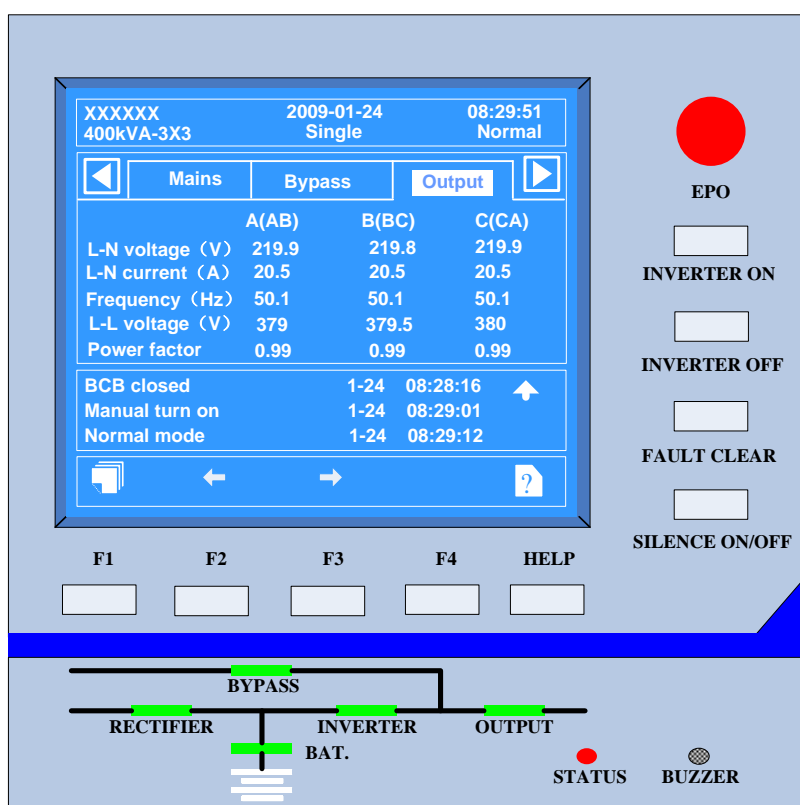 XXXXXX 2009-01-24 08:29:51
400kVA-3X3 Single Normal
Mains Bypass Output
A(AB) B(BC) C(CA)
L-N voltage（V） 219.9 219.8 219.9
L-N current（A） 20.5 20.5 20.5
Frequency（Hz） 50.1 50.1 50.1
L-L voltage（V） 379 379.5 380
Power factor 0.99 0.99 0.99
BCB closed 1-24 08:28:16
Manual turn on 1-24 08:29:01
Normal mode 1-24 08:29:12
?
EPO
INVERTER ON
INVERTER OFF
FAULT CLEAR
SILENCE ON/OFF
F1 F2 F3 F4 HELP
BYPASS
RECTIFIER INVERTER OUTPUT
BAT.
STATUS BUZZER